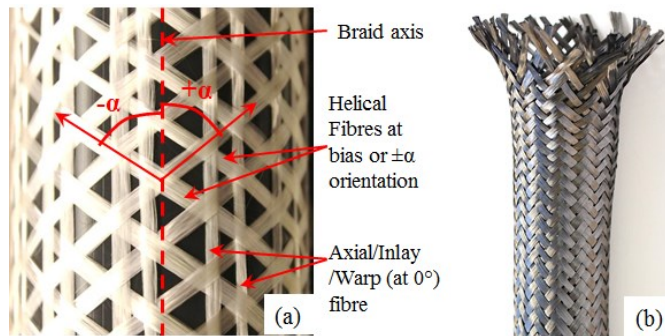 Braid axis
-α
+α
Helical
Fibres at
bias or ±α
orientation
Axial/Inlay
/Warp (at 0°)
fibre
(a)
(b)